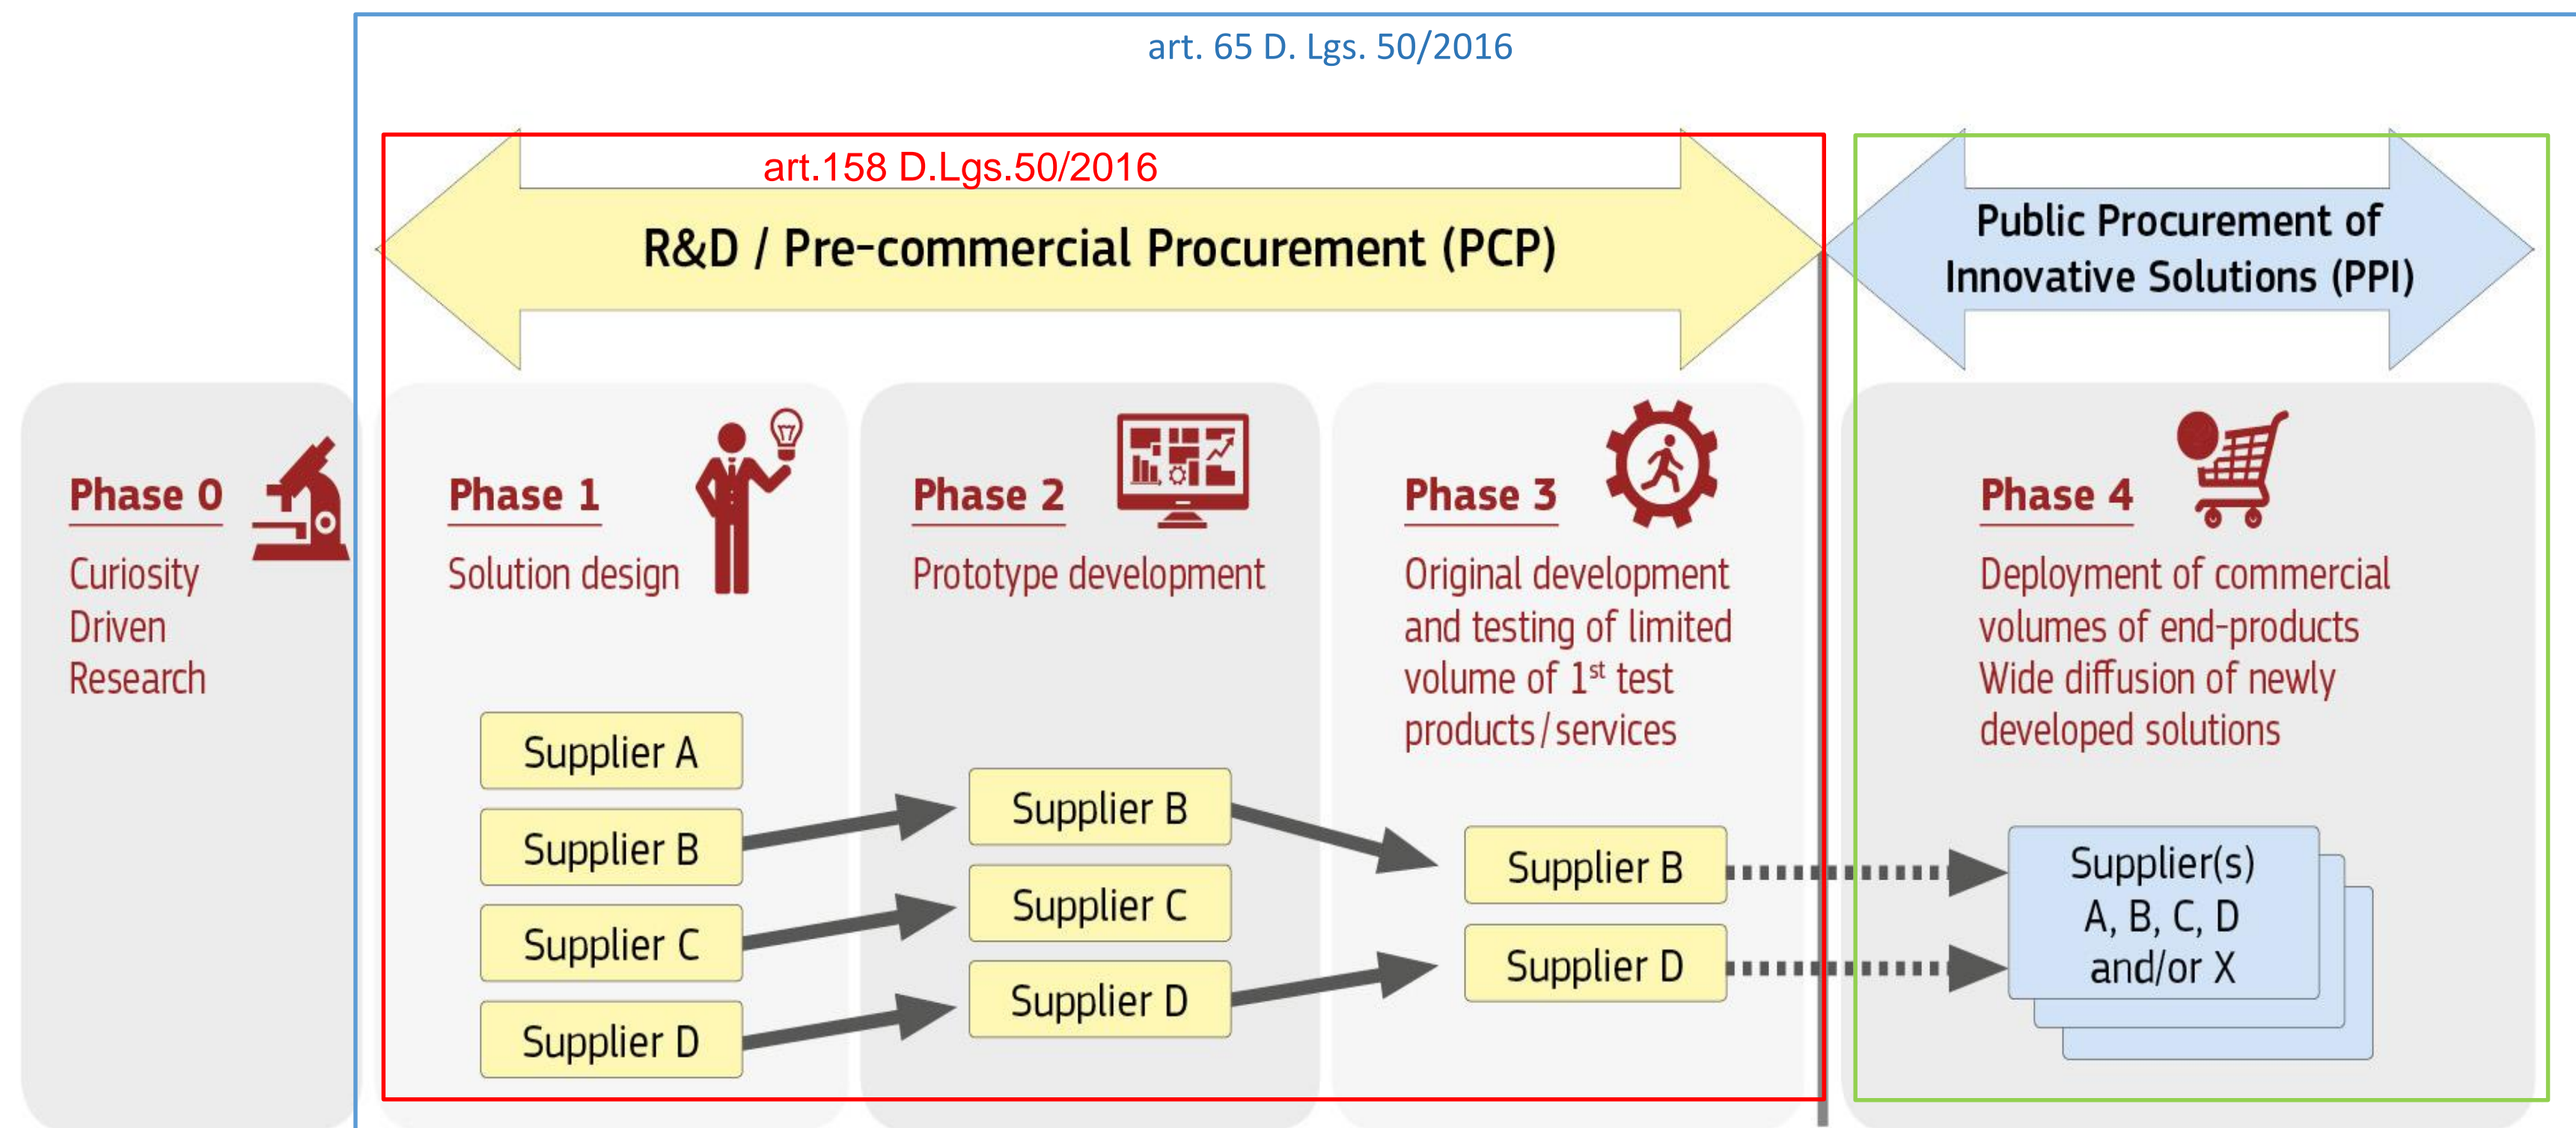 art. 65 D. Lgs. 50/2016
art.158 D.Lgs.50/2016
R&D / Pre-commercial Procurement (PCP)
Public Procurement of
Innovative Solutions (PPI)
Phase 0
Curiosity
Driven
Research
Phase 1
Solution design
Supplier A
Supplier B
Supplier C
Supplier D
Phase 2
Prototype development
Supplier B
Supplier C
Supplier D
Phase 3
Original development
and testing of limited
volume of 1st test
products/services
Supplier B
Supplier D
Phase 4
Deployment of commercial
volumes of end-products
Wide diffusion of newly
developed solutions
Supplier(s)
A, B, C, D
and/or X